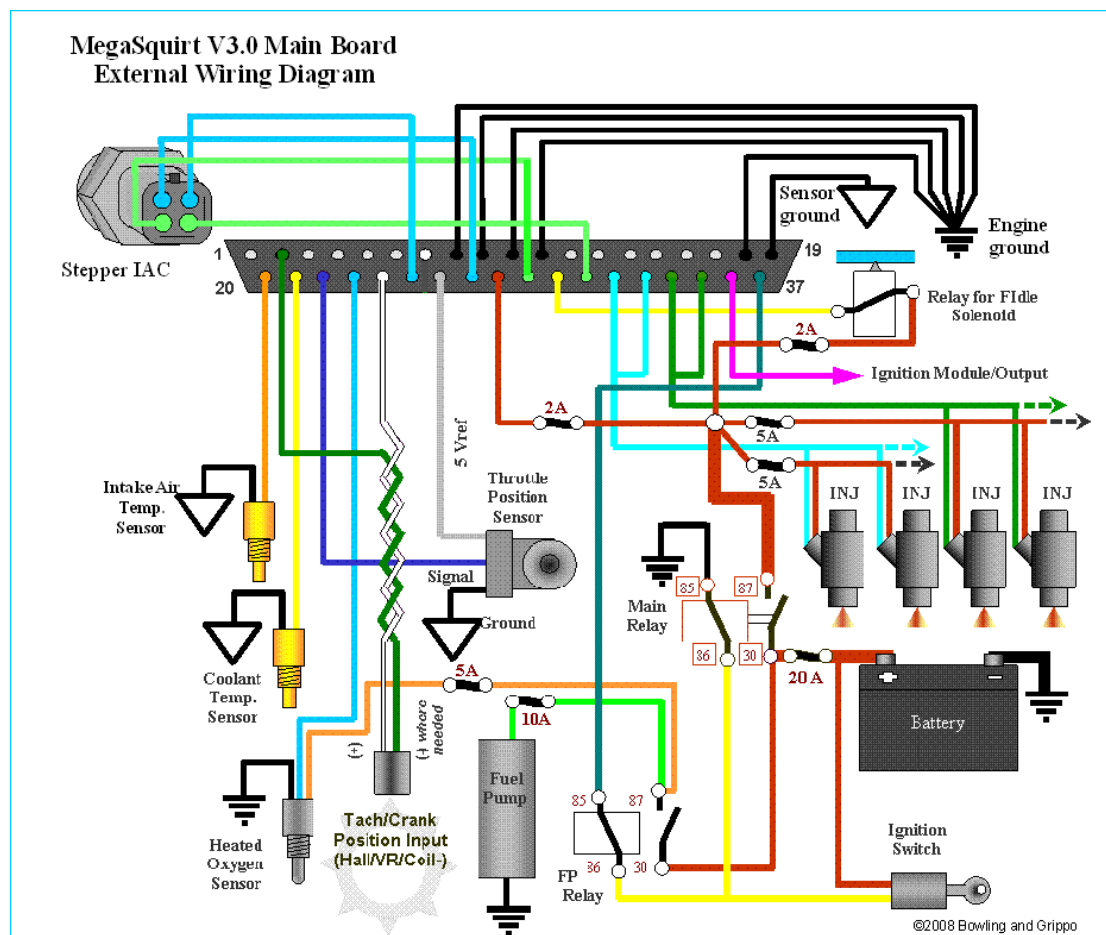 MegaSquirt V3.0 Main Board
External Wiring Diagram
Stepper IAC
1
19
20
37
Sensor
ground
Engine
ground
Relay for FIdle
Solenoid
2A
Ignition Module/Output
2A
5A
5A
5 Vref
Intake Air
Temp.
Sensor
Throttle
Position
Sensor
INJ
INJ
INJ
INJ
Signal
Ground
85
87
Main
Relay
86
30
20 A
Coolant
Temp.
Sensor
5A
10A
Battery
(+)
(-) where
needed
Fuel
Pump
85
87
Heated
Oxygen
Sensor
Tach/Crank
Position Input
(Hall/VR/Coil-)
86
30
FP
Relay
Ignition
Switch
©2008 Bowling and Grippo